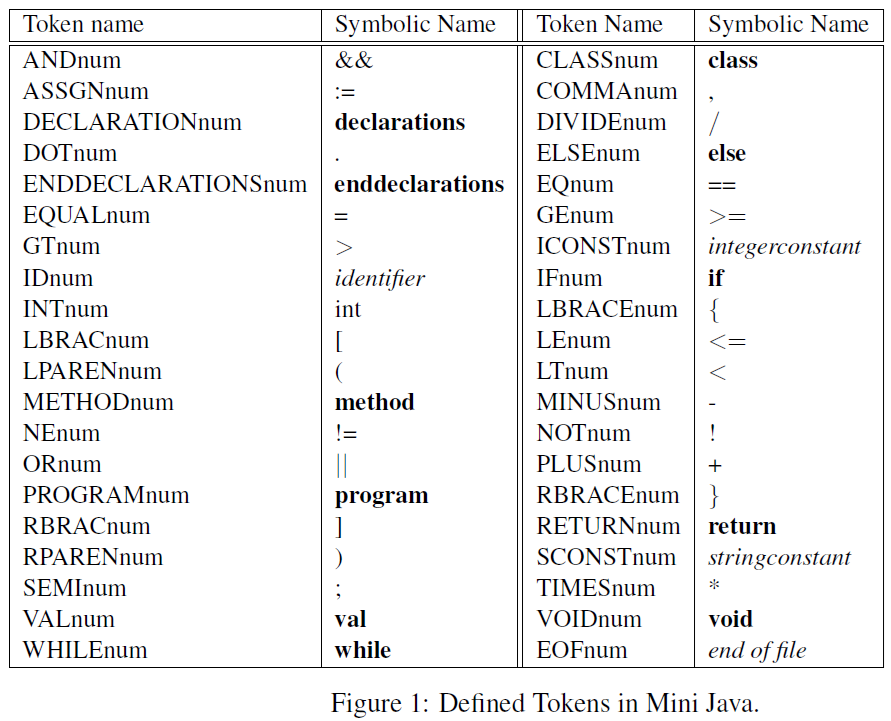 Token name Symbolic Name Token Name Symbolic Name
ANDnum && CLASSnum class
ASSGNnum := COMMAnum ,
DECLARATIONnum declarations DIVIDEnum /
DOTnum . ELSEnum else
ENDDECLARATIONSnum enddeclarations EQnum ==
EQUALnum = GEnum >=
GTnum > ICONSTnum integerconstant
IDnum identifier IFnum if
INTnum int LBRACEnum {
LBRACnum [ LEnum <=
LPARENnum ( LTnum <
METHODnum method MINUSnum -
NEnum != NOTnum !
ORnum || PLUSnum +
PROGRAMnum program RBRACEnum }
RBRACnum ] RETURNnum return
RPARENnum ) SCONSTnum stringconstant
SEMInum ; TIMESnum *
VALnum val VOIDnum void
WHILEnum while EOFnum end of file
Figure 1: Defined Tokens in Mini Java.